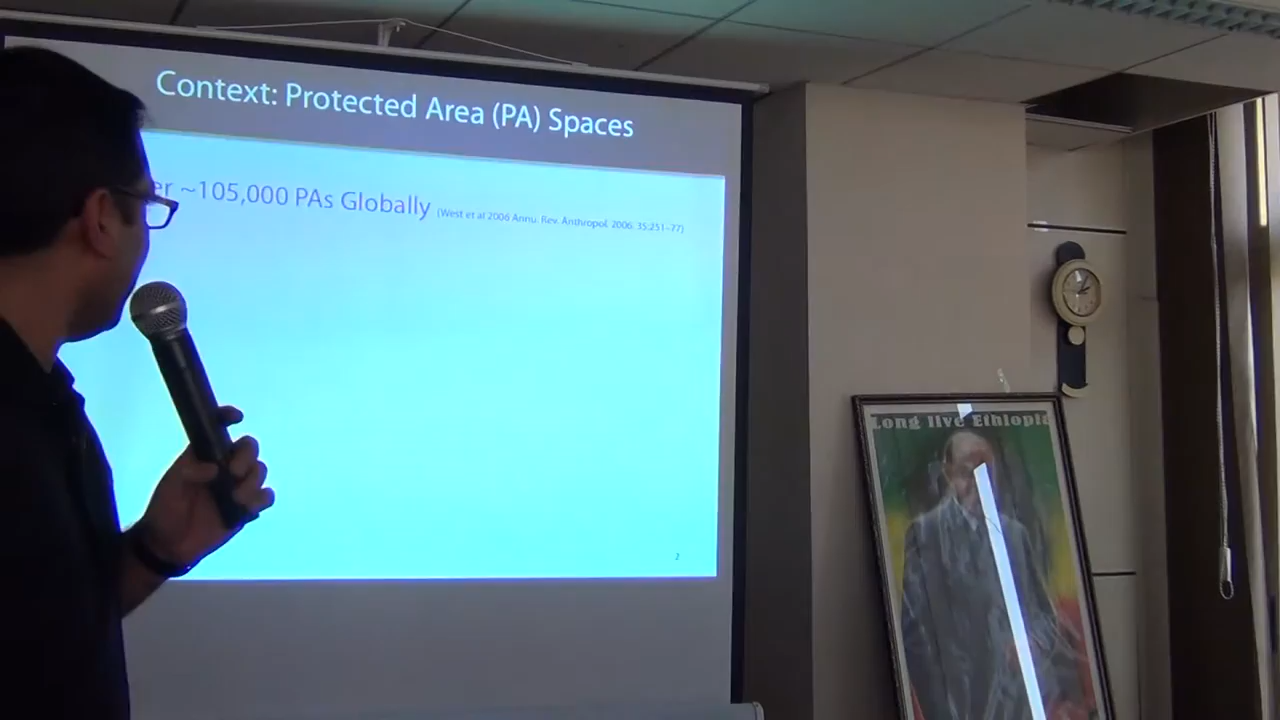 Context: Protected Area (PA) Spaces
~105,000 PAs Globally (West et al 2006 Annu. Rev. Anthropol. 2006. 35:251–77)
2
Long live Ethiopia